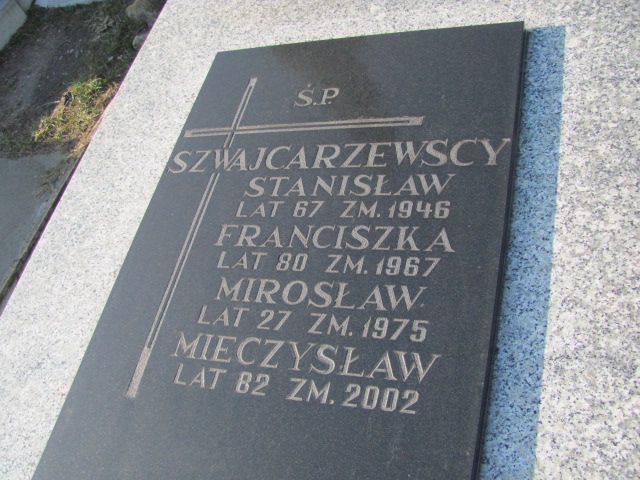 Ś.P.
SZWAJCARZEWSCY
STANISŁAW
LAT 67 ZM. 1946
FRANCISZKA
LAT 80 ZM. 1967
MIROSŁAW
LAT 27 ZM. 1975
MIECZYSŁAW
LAT 82 ZM. 2002